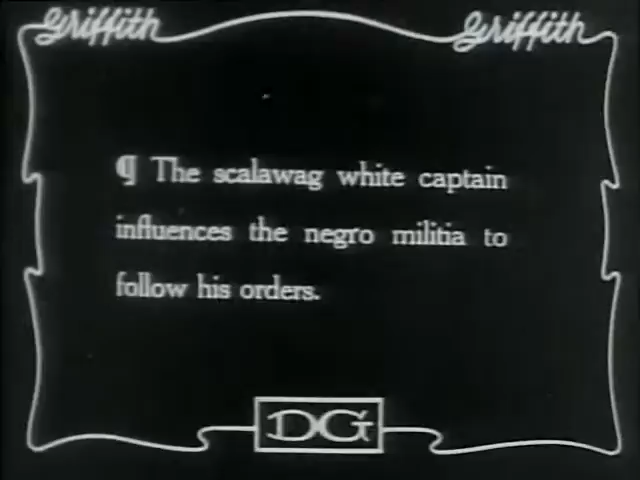 Griffith Griffith
¶ The scalawag white captain
influences the negro militia to
follow his orders.
DG